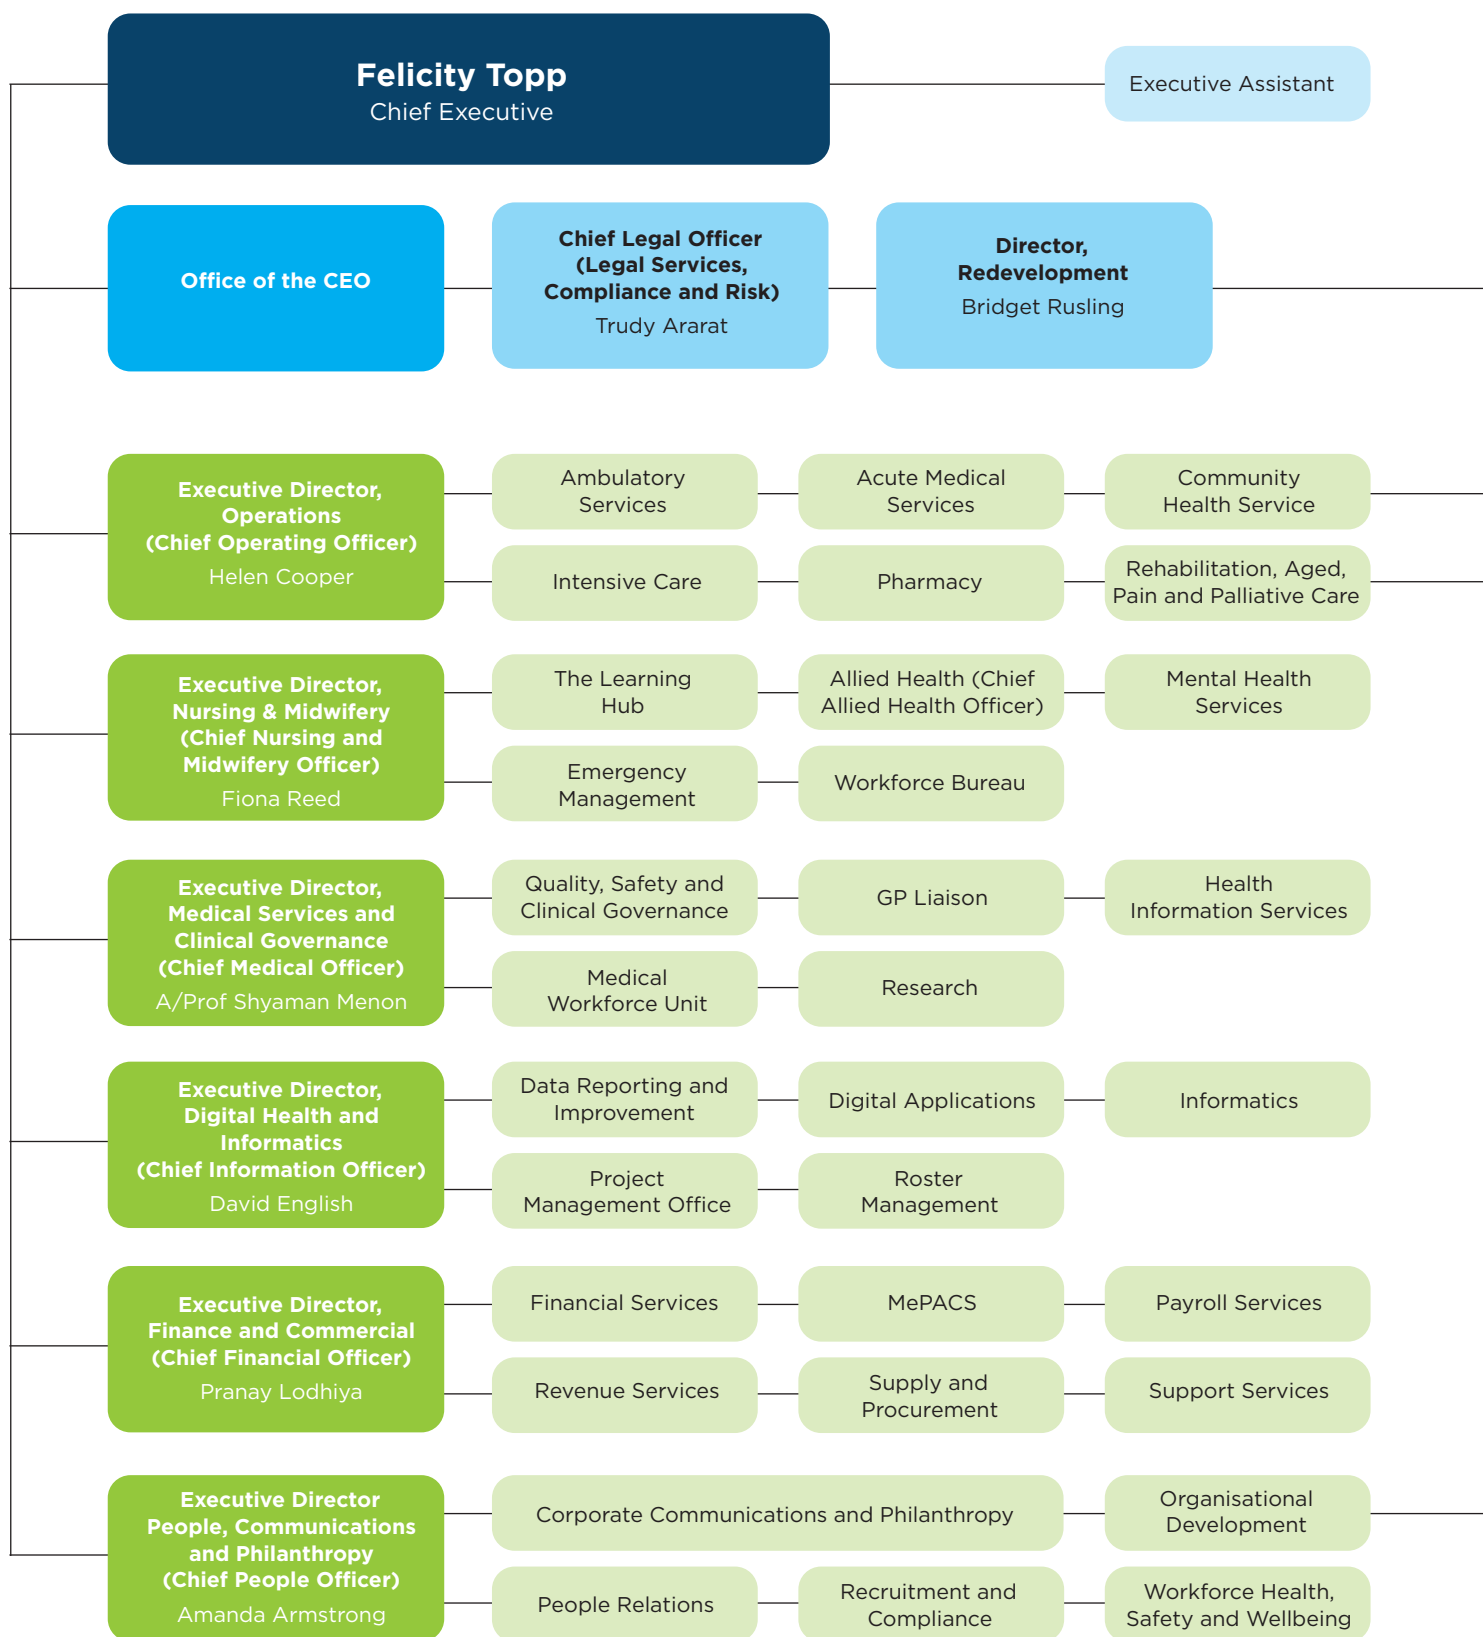 Felicity Topp
Chief Executive
Executive Assistant
Office of the CEO
Chief Legal Officer
(Legal Services,
Compliance and Risk)
Trudy Ararat
Director,
Redevelopment
Bridget Rusling
Executive Director,
Operations
(Chief Operating Officer)
Helen Cooper
Ambulatory
Services
Acute Medical
Services
Community
Health Service
Intensive Care
Pharmacy
Rehabilitation, Aged,
Pain and Palliative Care
Executive Director,
Nursing & Midwifery
(Chief Nursing and
Midwifery Officer)
Fiona Reed
The Learning
Hub
Allied Health (Chief
Allied Health Officer)
Mental Health
Services
Emergency
Management
Workforce Bureau
Executive Director,
Medical Services and
Clinical Governance
(Chief Medical Officer)
A/Prof Shyaman Menon
Quality, Safety and
Clinical Governance
GP Liaison
Health
Information Services
Medical
Workforce Unit
Research
Executive Director,
Digital Health and
Informatics
(Chief Information Officer)
David English
Data Reporting and
Improvement
Digital Applications
Informatics
Project
Management Office
Roster
Management
Executive Director,
Finance and Commercial
(Chief Financial Officer)
Pranay Lodhiya
Financial Services
MePACS
Payroll Services
Revenue Services
Supply and
Procurement
Support Services
Executive Director
People, Communications
and Philanthropy
(Chief People Officer)
Amanda Armstrong
Corporate Communications and Philanthropy
Organisational
Development
People Relations
Recruitment and
Compliance
Workforce Health,
Safety and Wellbeing